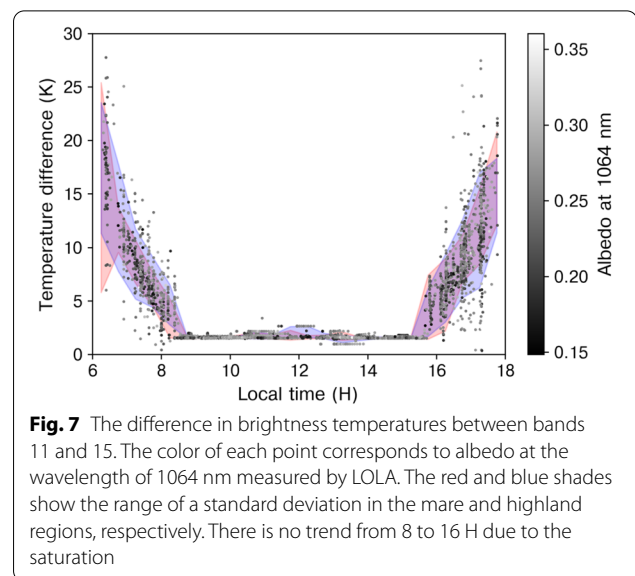 30
25
20
15
10
5
0
Temperature difference (K)
6 8 10 12 14 16 18
Local time (H)
0.35
0.30
0.25
0.20
0.15
Albedo at 1064 nm
Fig. 7 The difference in brightness temperatures between bands
11 and 15. The color of each point corresponds to albedo at the
wavelength of 1064 nm measured by LOLA. The red and blue shades
show the range of a standard deviation in the mare and highland
regions, respectively. There is no trend from 8 to 16 H due to the
saturation